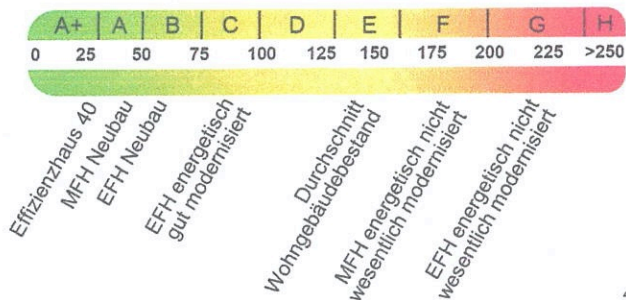 A+ A B C D E F G H
0 25 50 75 100 125 150 175 200 225 >250
Effizienzhaus 40
MFH Neubau
EFH Neubau
EFH energetisch
gut modernisiert
Durchschnitt
Wohngebäudebestand
MFH energetisch nicht
wesentlich modernisiert
EFH energetisch nicht
wesentlich modernisiert